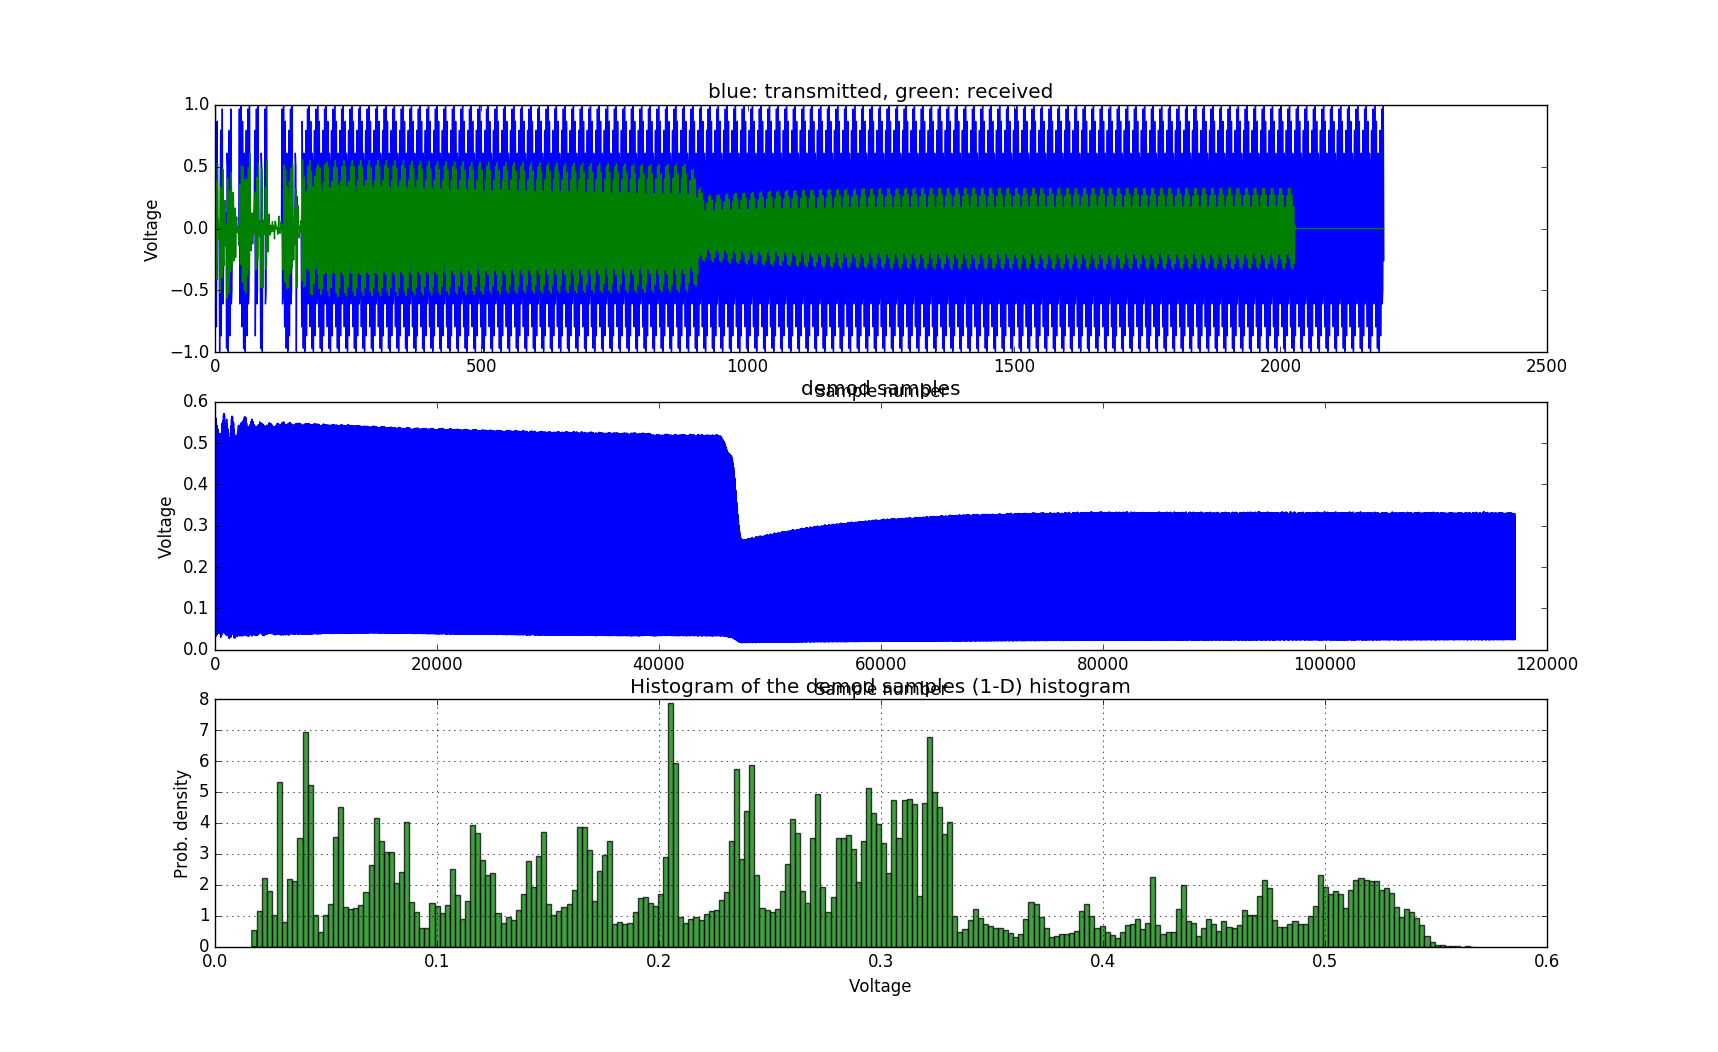 blue: transmitted, green: received
1.0
0.5
0.0
−0.5
−1.0
Voltage
0 500 1000 1500 2000 2500
Sample number
demod samples
0.6
0.5
0.4
0.3
0.2
0.1
0.0
Voltage
0 20000 40000 60000 80000 100000 120000
Sample number
Histogram of the demod samples (1-D) histogram
8
7
6
5
4
3
2
1
0
Prob. density
0.0 0.1 0.2 0.3 0.4 0.5 0.6
Voltage